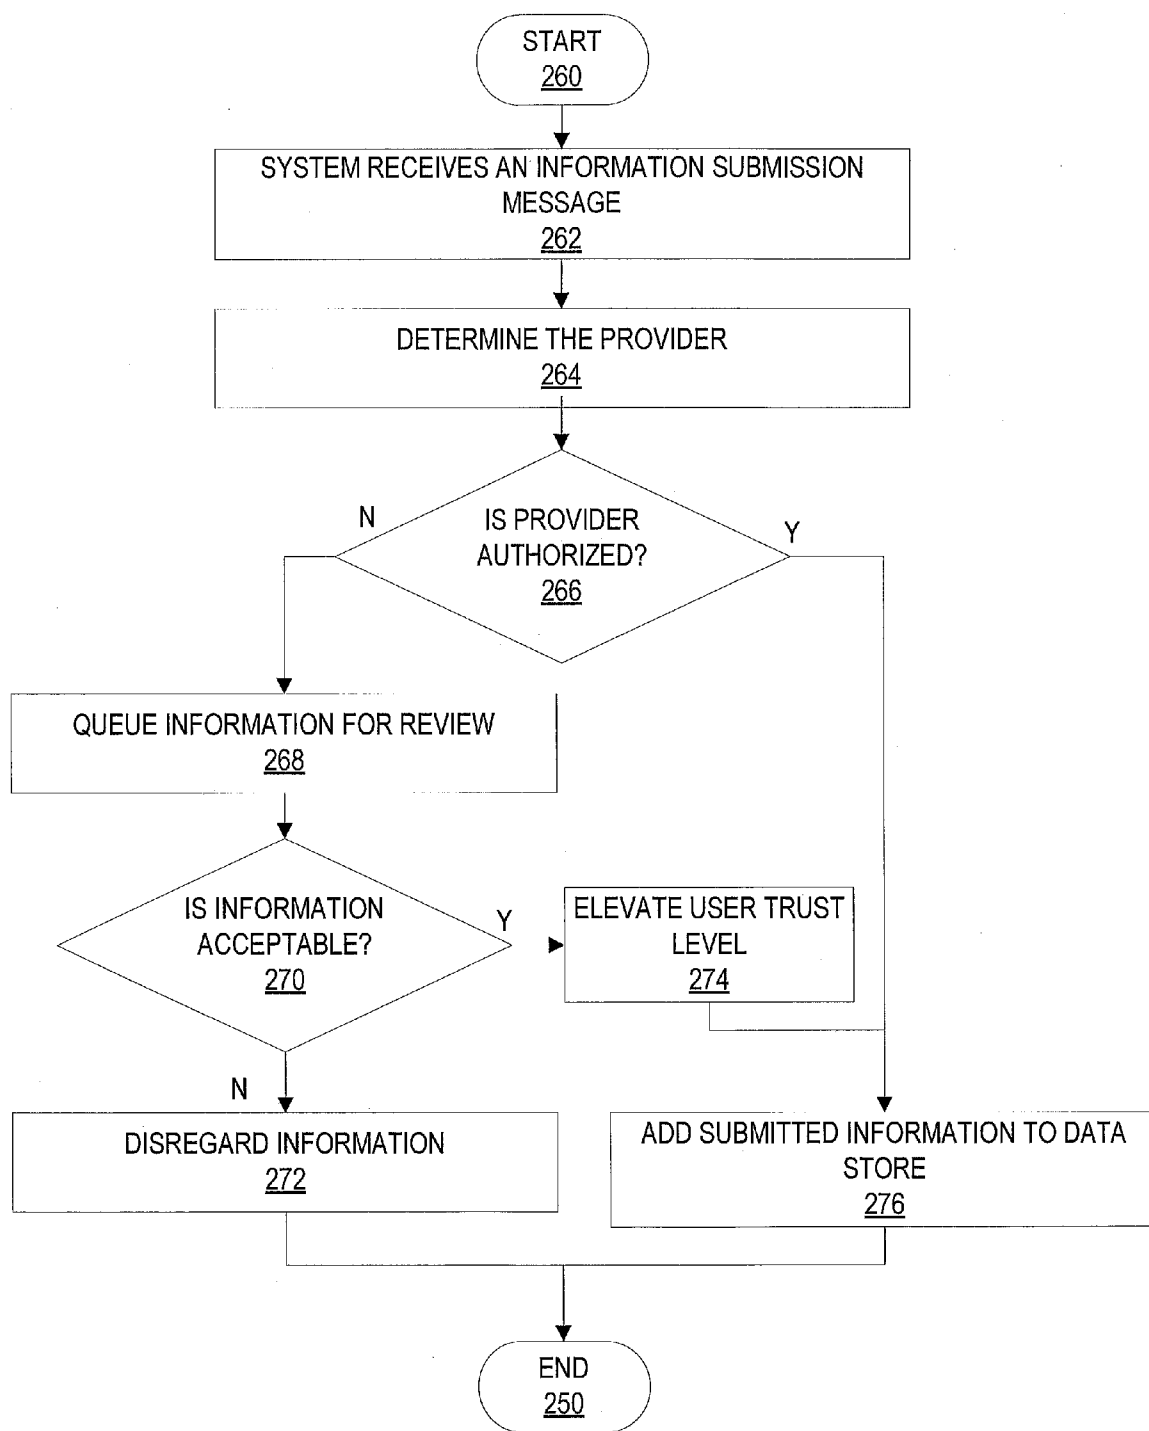 START
260
SYSTEM RECEIVES AN INFORMATION SUBMISSION
MESSAGE
262
DETERMINE THE PROVIDER
264
N
IS PROVIDER
AUTHORIZED?
266
Y
QUEUE INFORMATION FOR REVIEW
268
IS INFORMATION
ACCEPTABLE?
270
Y
ELEVATE USER TRUST
LEVEL
274
N
DISREGARD INFORMATION
272
ADD SUBMITTED INFORMATION TO DATA
STORE
276
END
250